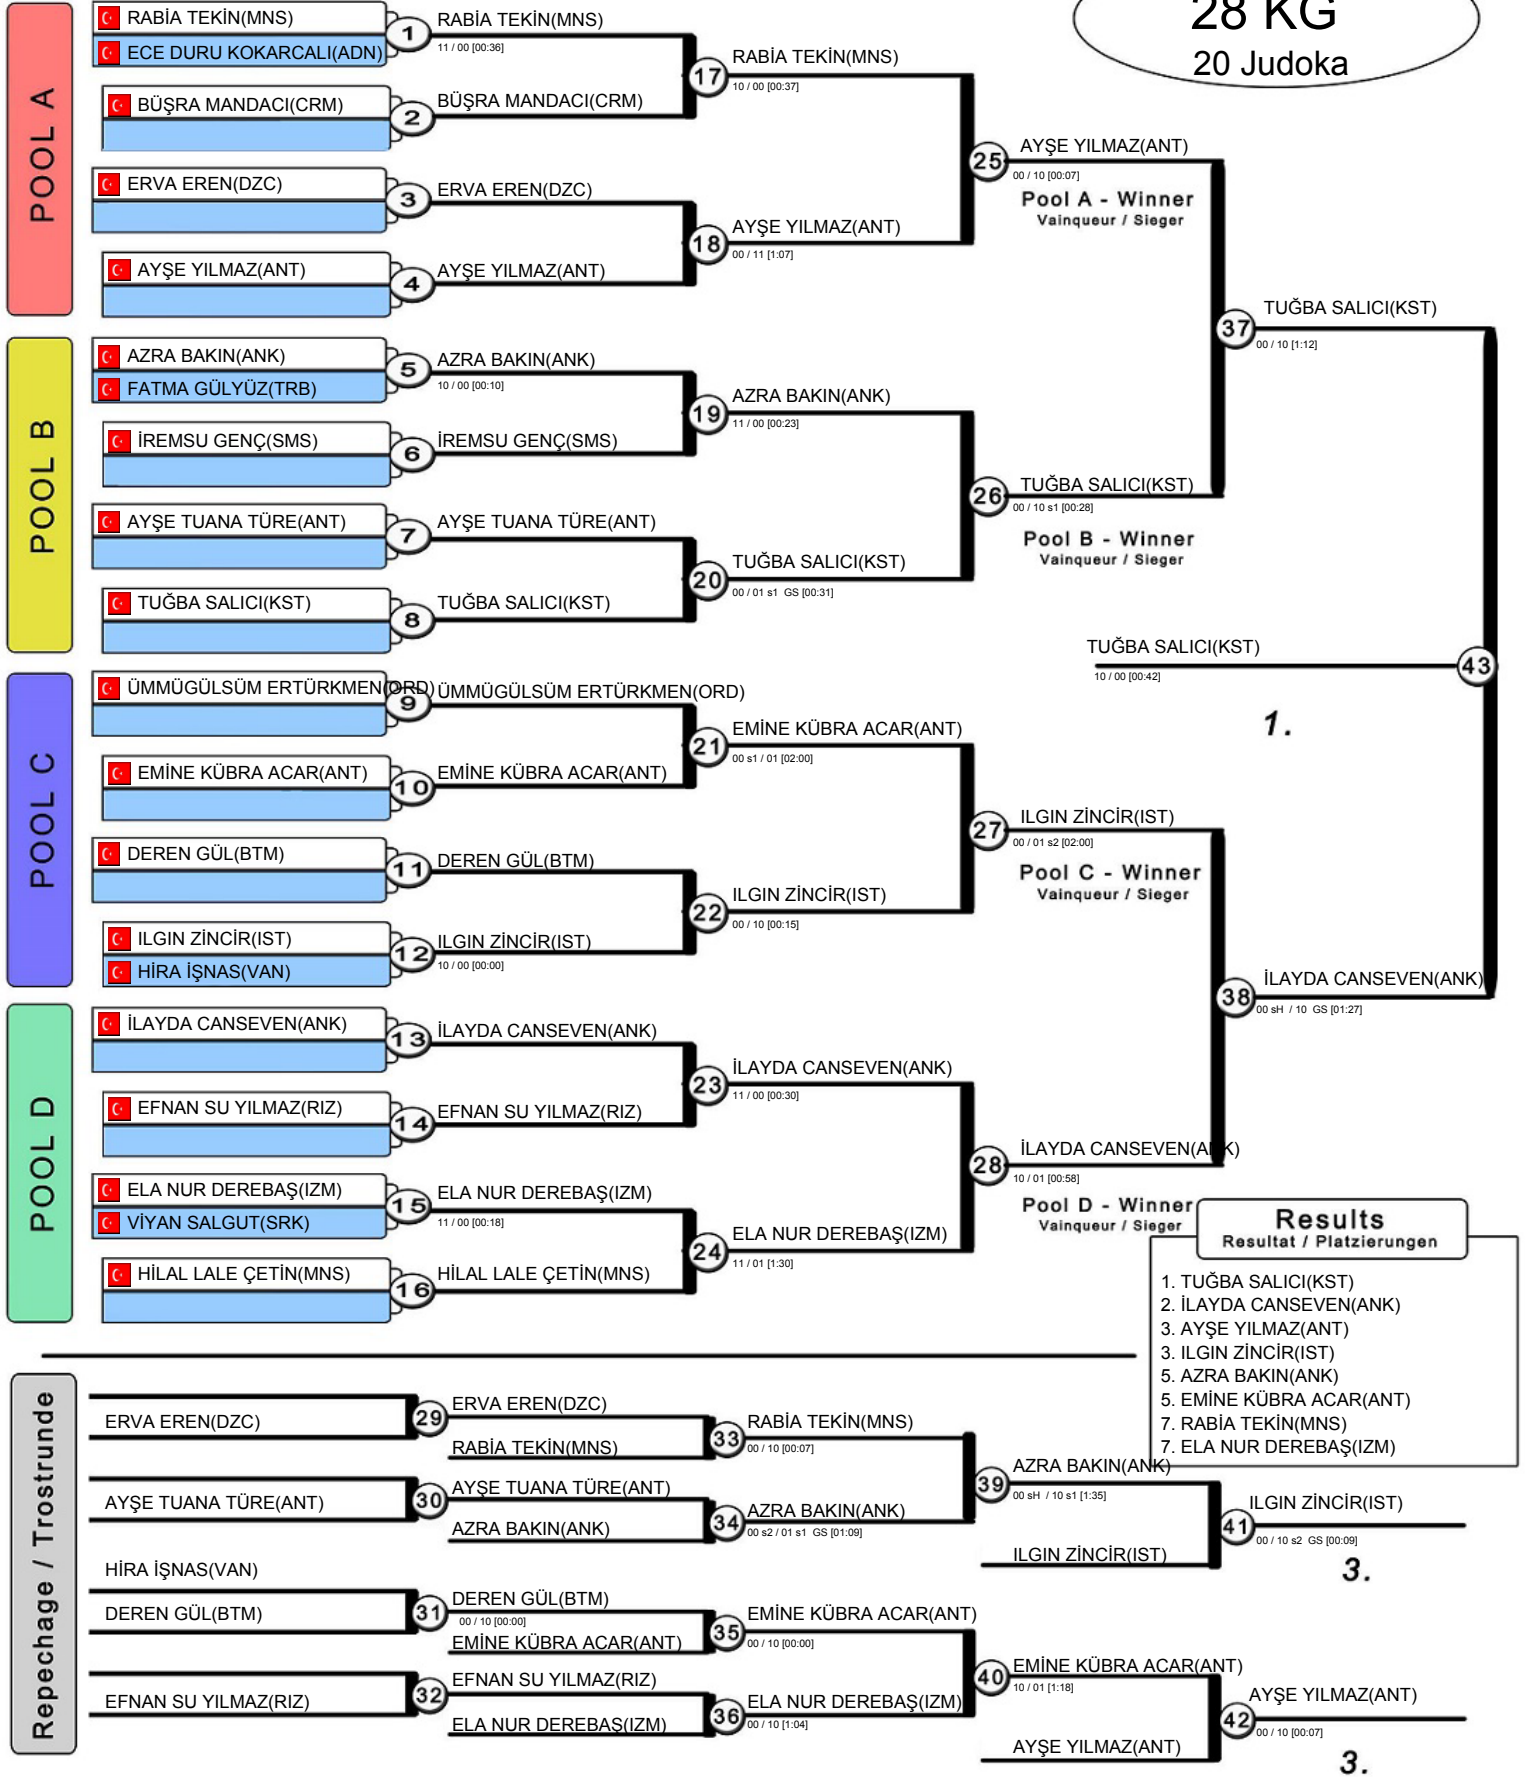 28 KG
20 Judoka
POOL A
RABİA TEKİN(MNS)
ECE DURU KOKARCALI(ADN)
1
RABİA TEKİN(MNS)
11 / 00 [00:36]
BÜŞRA MANDACI(CRM)
2
BÜŞRA MANDACI(CRM)
17
RABİA TEKİN(MNS)
10 / 00 [00:37]
ERVA EREN(DZC)
3
ERVA EREN(DZC)
AYŞE YILMAZ(ANT)
4
AYŞE YILMAZ(ANT)
18
AYŞE YILMAZ(ANT)
00 / 11 [1:07]
25
AYŞE YILMAZ(ANT)
00 / 10 [00:07]
Pool A - Winner
Vainqueur / Sieger
POOL B
AZRA BAKIN(ANK)
FATMA GÜLYÜZ(TRB)
5
AZRA BAKIN(ANK)
10 / 00 [00:10]
İREMSU GENÇ(SMS)
6
İREMSU GENÇ(SMS)
19
AZRA BAKIN(ANK)
11 / 00 [00:23]
AYŞE TUANA TÜRE(ANT)
7
AYŞE TUANA TÜRE(ANT)
TUĞBA SALICI(KST)
8
TUĞBA SALICI(KST)
20
TUĞBA SALICI(KST)
00 / 01 s1 GS [00:31]
26
TUĞBA SALICI(KST)
00 / 10 s1 [00:28]
Pool B - Winner
Vainqueur / Sieger
37
TUĞBA SALICI(KST)
00 / 10 [1:12]
TUĞBA SALICI(KST)
43
10 / 00 [00:42]
1.
POOL C
ÜMMÜGÜLSÜM ERTÜRKMEN(ORD)
9
ÜMMÜGÜLSÜM ERTÜRKMEN(ORD)
EMİNE KÜBRA ACAR(ANT)
10
EMİNE KÜBRA ACAR(ANT)
21
EMİNE KÜBRA ACAR(ANT)
00 s1 / 01 [02:00]
DEREN GÜL(BTM)
11
DEREN GÜL(BTM)
ILGIN ZİNCİR(IST)
HİRA İŞNAS(VAN)
12
ILGIN ZİNCİR(IST)
10 / 00 [00:00]
22
ILGIN ZİNCİR(IST)
00 / 10 [00:15]
27
ILGIN ZİNCİR(IST)
00 / 01 s2 [02:00]
Pool C - Winner
Vainqueur / Sieger
POOL D
İLAYDA CANSEVEN(ANK)
13
İLAYDA CANSEVEN(ANK)
EFNAN SU YILMAZ(RIZ)
14
EFNAN SU YILMAZ(RIZ)
23
İLAYDA CANSEVEN(ANK)
11 / 00 [00:30]
ELA NUR DEREBAŞ(IZM)
VİYAN SALGUT(SRK)
15
ELA NUR DEREBAŞ(IZM)
11 / 00 [00:18]
HİLAL LALE ÇETİN(MNS)
16
HİLAL LALE ÇETİN(MNS)
24
ELA NUR DEREBAŞ(IZM)
11 / 01 [1:30]
28
İLAYDA CANSEVEN(ANK)
10 / 01 [00:58]
Pool D - Winner
Vainqueur / Sieger
38
İLAYDA CANSEVEN(ANK)
00 sH / 10 GS [01:27]
Results
Resultat / Platzierungen
1. TUĞBA SALICI(KST)
2. İLAYDA CANSEVEN(ANK)
3. AYŞE YILMAZ(ANT)
3. ILGIN ZİNCİR(IST)
5. AZRA BAKIN(ANK)
5. EMİNE KÜBRA ACAR(ANT)
7. RABİA TEKİN(MNS)
7. ELA NUR DEREBAŞ(IZM)
Repechage / Trostrunde
ERVA EREN(DZC)
29
ERVA EREN(DZC)
RABİA TEKİN(MNS)
33
RABİA TEKİN(MNS)
00 / 10 [00:07]
AYŞE TUANA TÜRE(ANT)
30
AYŞE TUANA TÜRE(ANT)
AZRA BAKIN(ANK)
34
AZRA BAKIN(ANK)
00 s2 / 01 s1 GS [01:09]
39
AZRA BAKIN(ANK)
00 sH / 10 s1 [1:35]
ILGIN ZİNCİR(IST)
41
ILGIN ZİNCİR(IST)
00 / 10 s2 GS [00:09]
3.
HİRA İŞNAS(VAN)
DEREN GÜL(BTM)
31
DEREN GÜL(BTM)
00 / 10 [00:00]
EMİNE KÜBRA ACAR(ANT)
35
EMİNE KÜBRA ACAR(ANT)
00 / 10 [00:00]
EFNAN SU YILMAZ(RIZ)
32
EFNAN SU YILMAZ(RIZ)
ELA NUR DEREBAŞ(IZM)
36
ELA NUR DEREBAŞ(IZM)
00 / 10 [1:04]
40
EMİNE KÜBRA ACAR(ANT)
10 / 01 [1:18]
AYŞE YILMAZ(ANT)
42
AYŞE YILMAZ(ANT)
00 / 10 [00:07]
3.